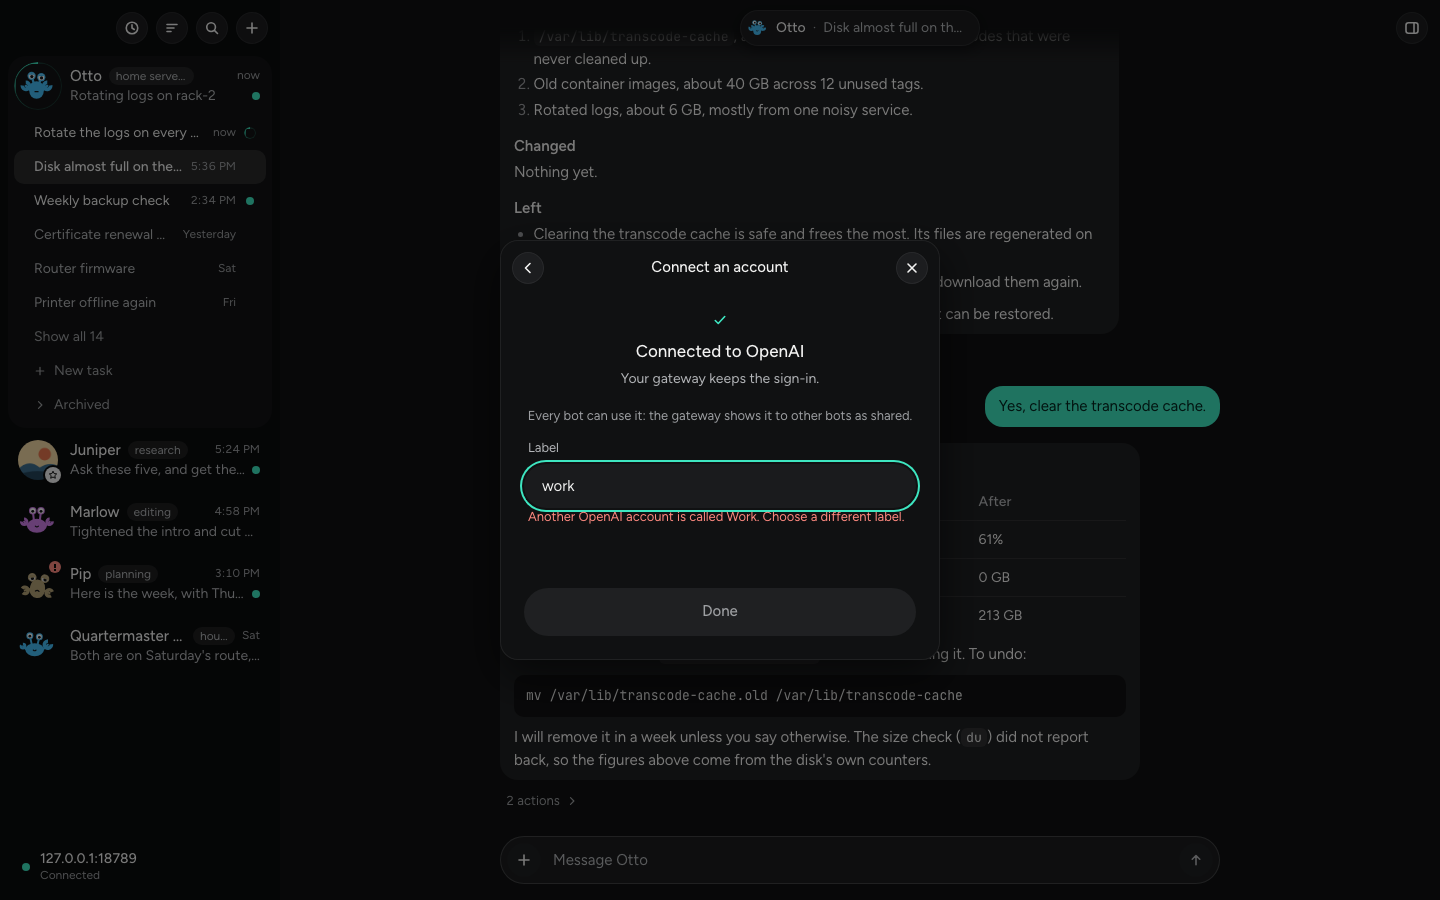 Otto · Disk almost full on th...
Otto home serve... now
Rotating logs on rack-2
Rotate the logs on every ... now
Disk almost full on the... 5:36 PM
Weekly backup check 2:34 PM
Certificate renewal ... Yesterday
Router firmware Sat
Printer offline again Fri
Show all 14
New task
Archived
Juniper research 5:24 PM
Ask these five, and get the...
Marlow editing 4:58 PM
Tightened the intro and cut ...
Pip planning 3:10 PM
Here is the week, with Thu...
Quartermaster ... hou... Sat
Both are on Saturday's route,...
127.0.0.1:18789
Connected
1. /var/lib/transcode-cache, that were
never cleaned up.
2. Old container images, about 40 GB across 12 unused tags.
3. Rotated logs, about 6 GB, mostly from one noisy service.
Changed
Nothing yet.
Left
Clearing the transcode cache is safe and frees the most. Its files are regenerated on
download them again.
can be restored.
Yes, clear the transcode cache.
Connect an account
Connected to OpenAI
Your gateway keeps the sign-in.
Every bot can use it: the gateway shows it to other bots as shared.
Label
work
Another OpenAI account is called Work. Choose a different label.
Done
After
61%
0 GB
213 GB
it. To undo:
mv /var/lib/transcode-cache.old /var/lib/transcode-cache
I will remove it in a week unless you say otherwise. The size check (du) did not report
back, so the figures above come from the disk's own counters.
2 actions
Message Otto